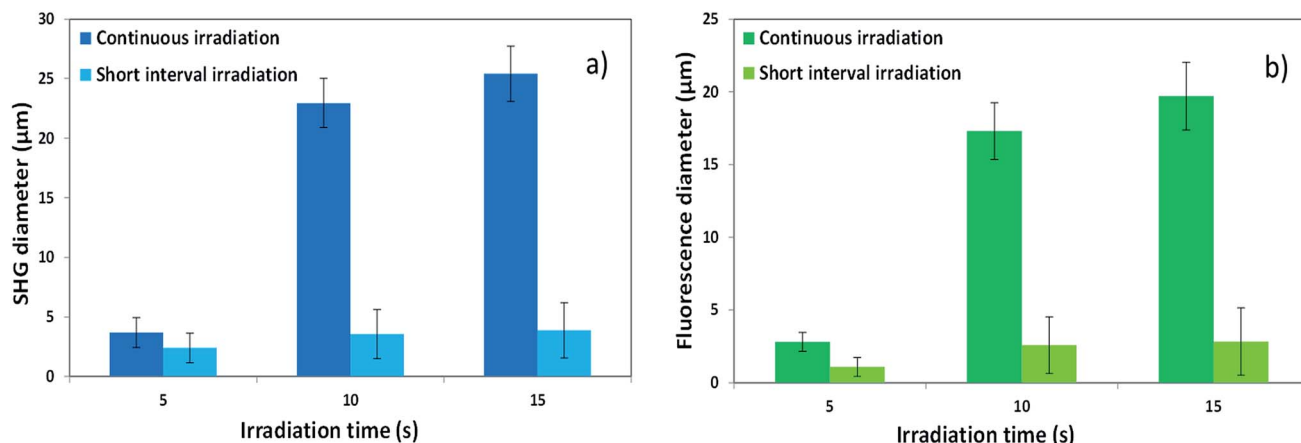 30
25
20
15
10
5
0
SHG diameter (µm)
Continuous irradiation
Short interval irradiation
a)
5
10
15
Irradiation time (s)
25
20
15
10
5
0
Fluorescence diameter (µm)
Continuous irradiation
Short interval irradiation
b)
5
10
15
Irradiation time (s)